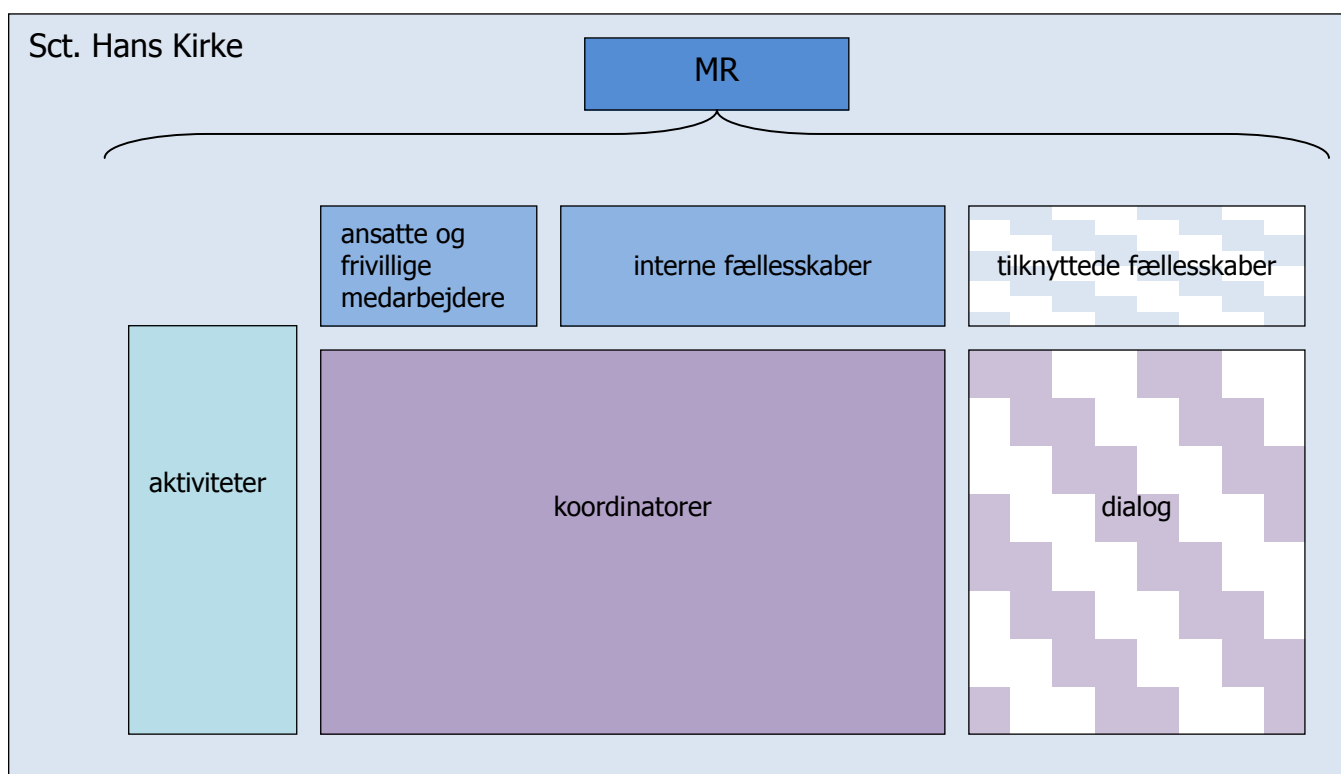 Sct. Hans Kirke
MR
ansatte og
frivillige
medarbejdere
interne fællesskaber
tilknyttede fællesskaber
aktiviteter
koordinatorer
dialog